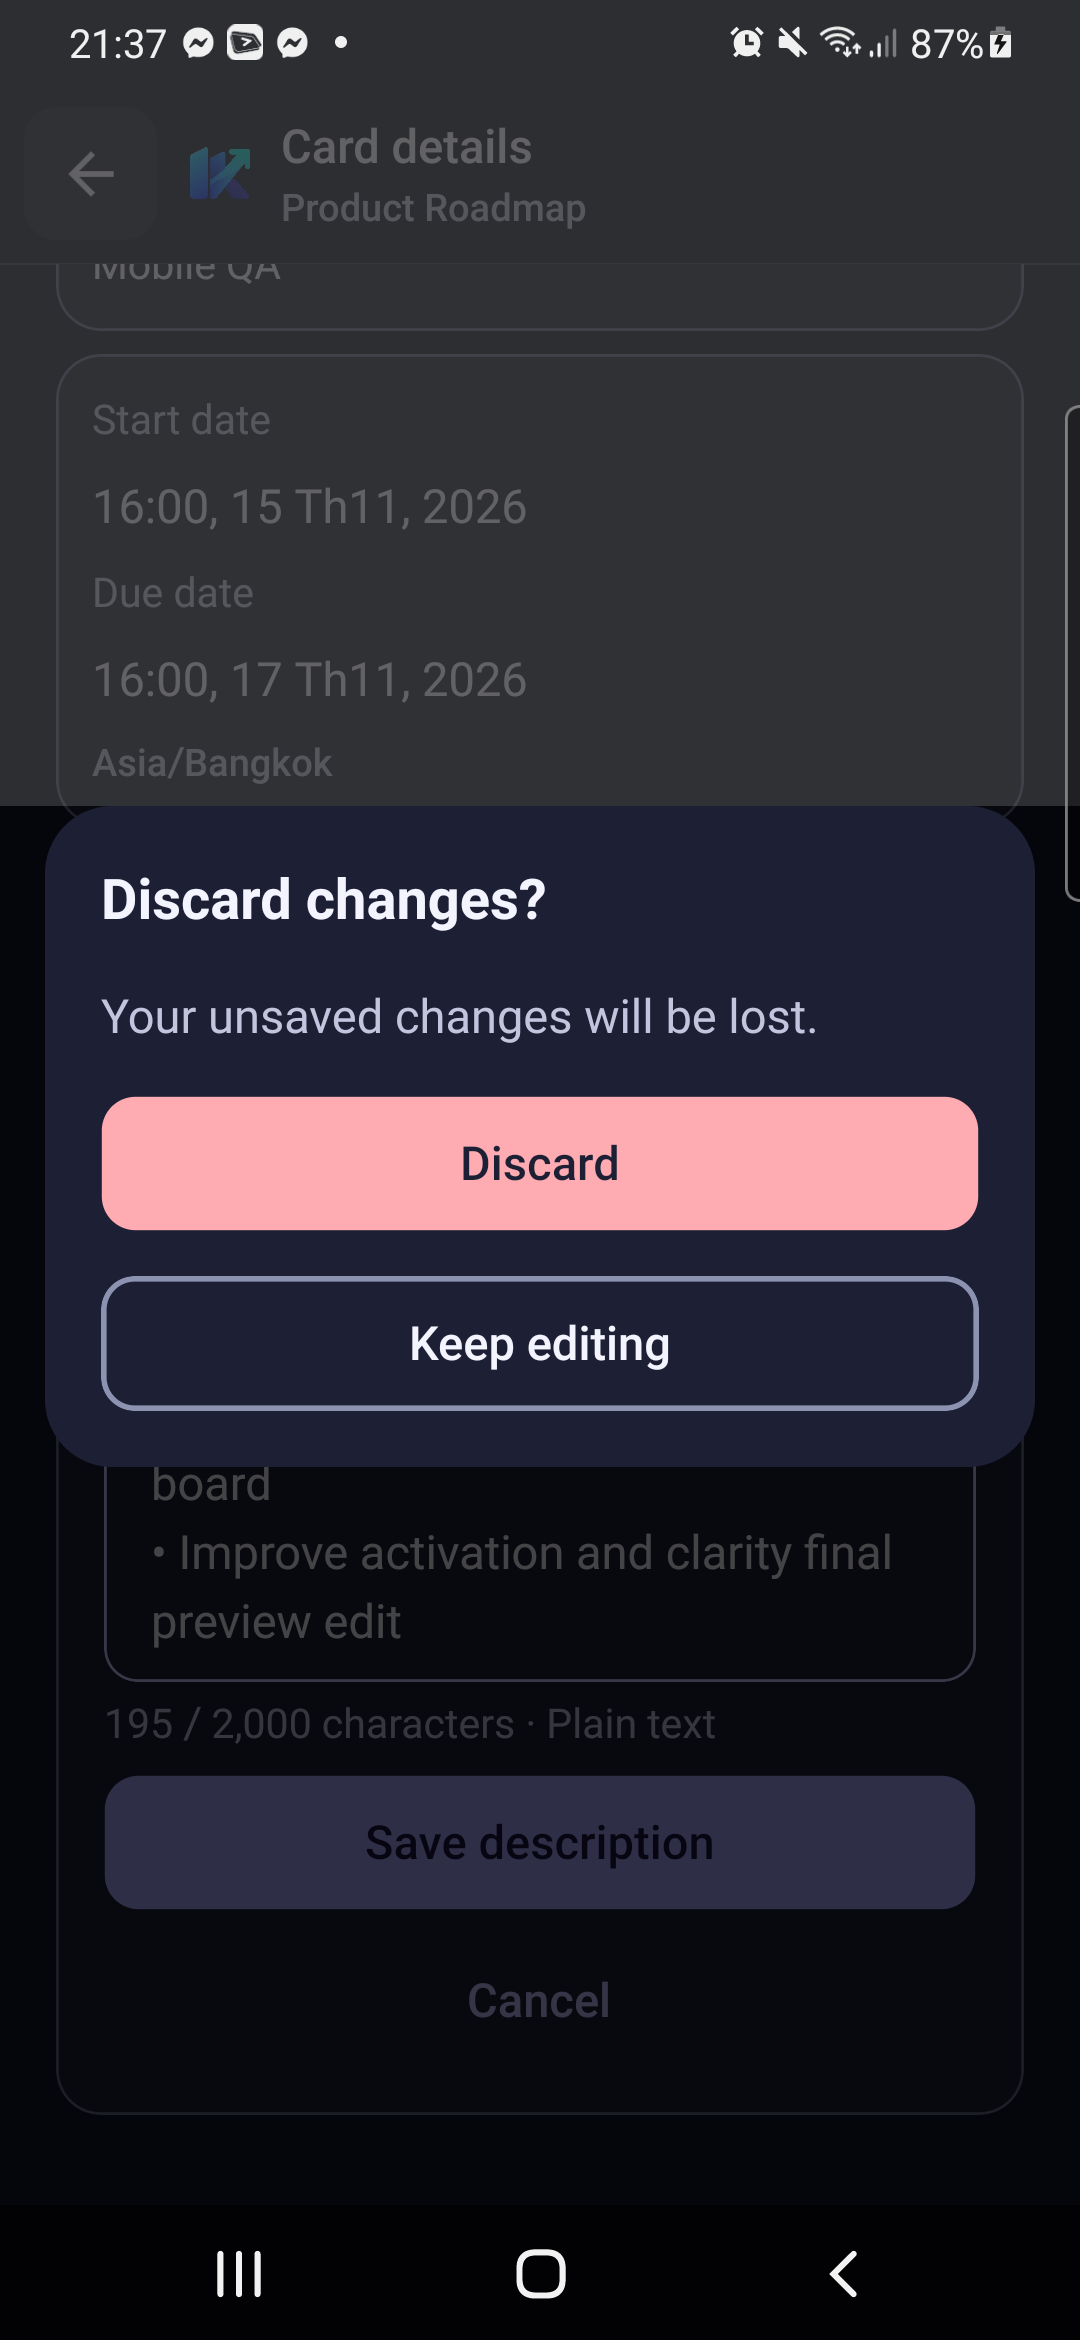 21:37
87%
Card details
Product Roadmap
Mobile QA
Start date
16:00, 15 Th11, 2026
Due date
16:00, 17 Th11, 2026
Asia/Bangkok
Discard changes?
Your unsaved changes will be lost.
Discard
Keep editing
board
• Improve activation and clarity final
preview edit
195 / 2,000 characters · Plain text
Save description
Cancel